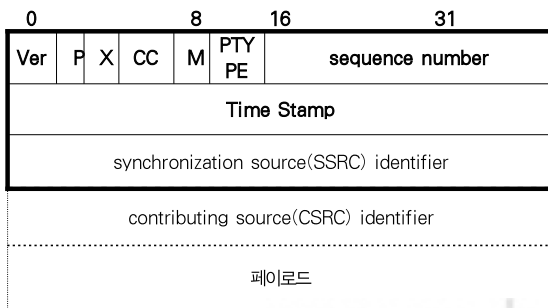 0 8 16 31
Ver P X CC M PTY PE sequence number
Time Stamp
synchronization source(SSRC) identifier
contributing source(CSRC) identifier
페이로드